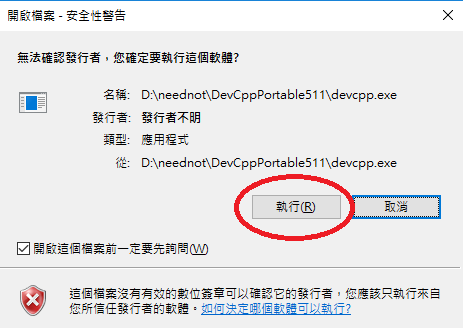 開啟檔案 - 安全性警告
無法確認發行者，您確定要執行這個軟體?
名稱: D:\neednot\DevCppPortable511\devcpp.exe
發行者: 發行者不明
類型: 應用程式
從: D:\neednot\DevCppPortable511\devcpp.exe
執行(R) 取消
開啟這個檔案前一定要先詢問(W)
這個檔案沒有有效的數位簽章可以確認它的發行者，您應該只執行來自
您所信任發行者的軟體。如何決定哪個軟體可以執行?